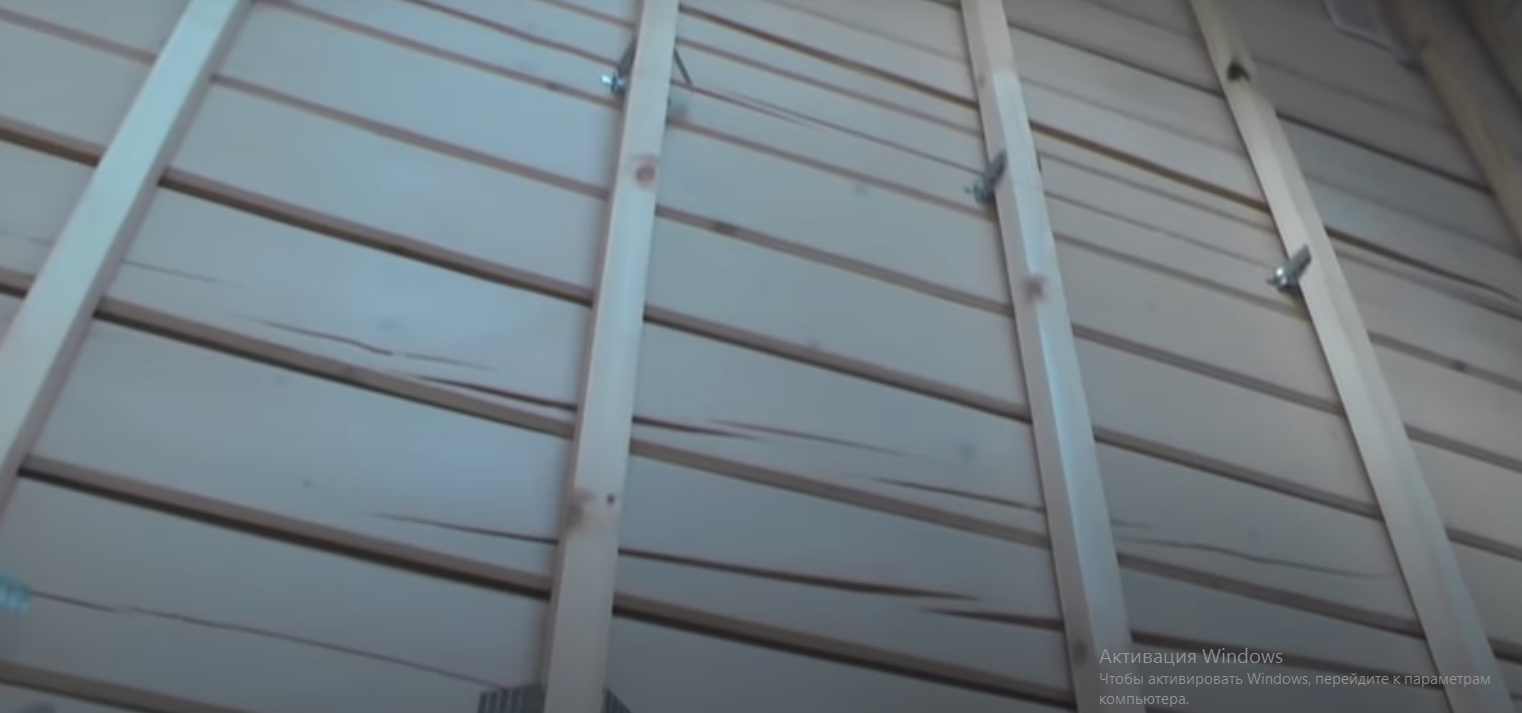 Активация Windows
Чтобы активировать Windows, перейдите к параметрам
компьютера.